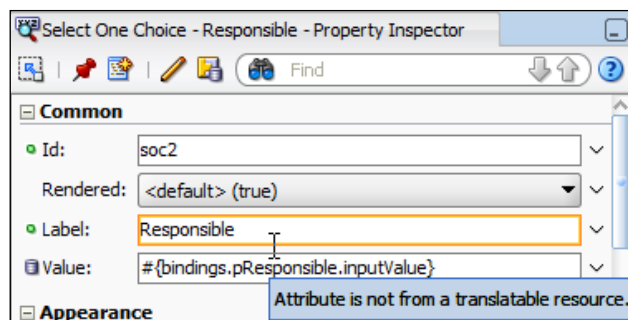 Select One Choice - Responsible - Property Inspector
Find
Common
Id: soc2
Rendered: <default> (true)
Label: Responsible
Value: #{bindings.pResponsible.inputValue}
Attribute is not from a translatable resource.
Appearance